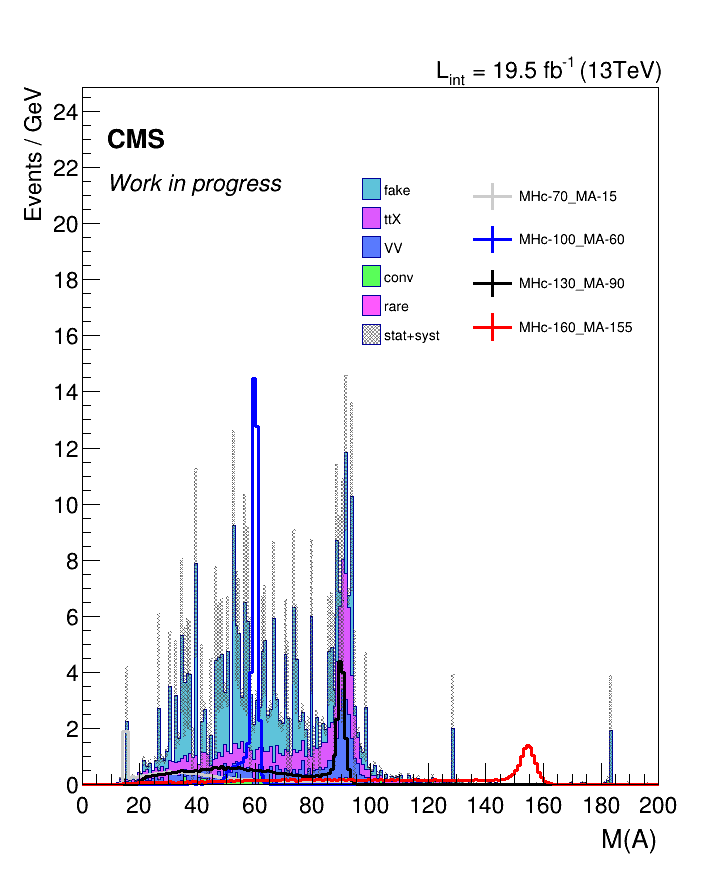 L_int = 19.5 fb^-1 (13TeV)
Events / GeV
CMS
Work in progress
fake
ttX
VV
conv
rare
stat+syst
MHc-70_MA-15
MHc-100_MA-60
MHc-130_MA-90
MHc-160_MA-155
24
22
20
18
16
14
12
10
8
6
4
2
0
0 20 40 60 80 100 120 140 160 180 200
M(A)